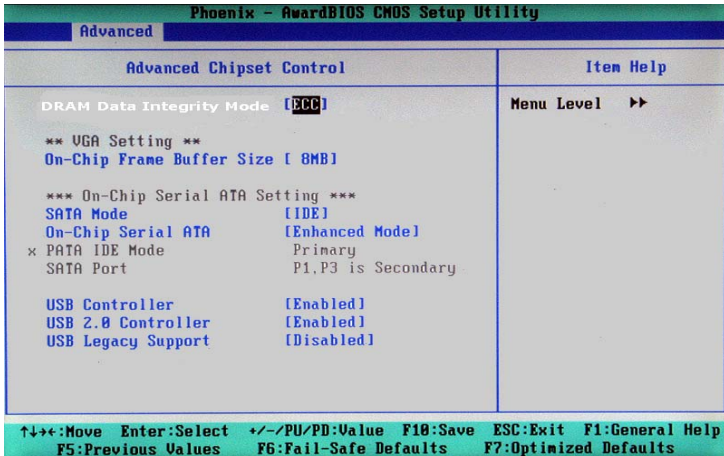 Phoenix - AwardBIOS CMOS Setup Utility
Advanced
Advanced Chipset Control
Item Help
DRAM Data Integrity Mode [ECC]
Menu Level ▸▸
** VGA Setting **
On-Chip Frame Buffer Size [ 8MB]
*** On-Chip Serial ATA Setting ***
SATA Mode [IDE]
On-Chip Serial ATA [Enhanced Mode]
x PATA IDE Mode Primary
SATA Port P1,P3 is Secondary
USB Controller [Enabled]
USB 2.0 Controller [Enabled]
USB Legacy Support [Disabled]
↑↓→←:Move Enter:Select +/-/PU/PD:Value F10:Save ESC:Exit F1:General Help
F5:Previous Values F6:Fail-Safe Defaults F7:Optimized Defaults